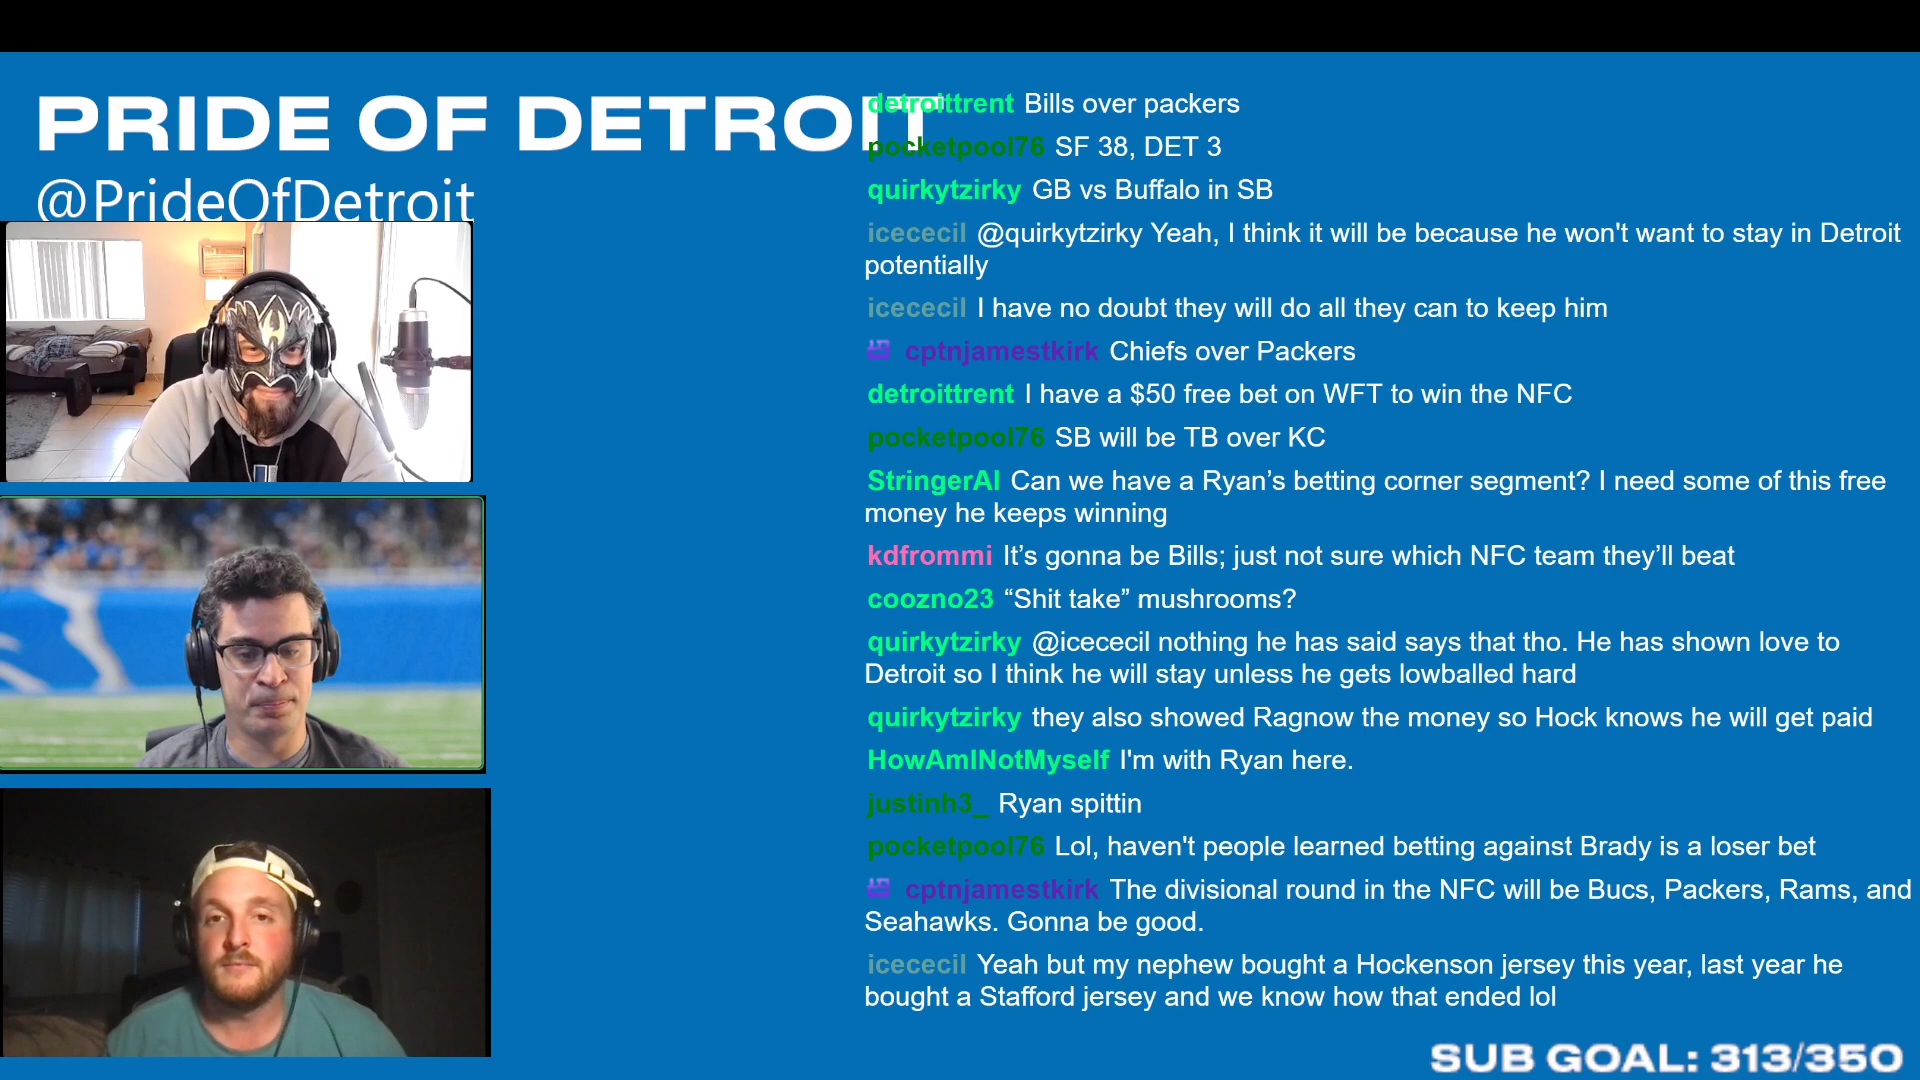 PRIDE OF DETROIT
@PrideOfDetroit
detroittrent Bills over packers
pocketpool76 SF 38, DET 3
quirkytzirky GB vs Buffalo in SB
icececil @quirkytzirky Yeah, I think it will be because he won't want to stay in Detroit
potentially
icececil I have no doubt they will do all they can to keep him
cptnjamestkirk Chiefs over Packers
detroittrent I have a $50 free bet on WFT to win the NFC
pocketpool76 SB will be TB over KC
StringerAI Can we have a Ryan’s betting corner segment? I need some of this free
money he keeps winning
kdfrommi It’s gonna be Bills; just not sure which NFC team they’ll beat
coozno23 “Shit take” mushrooms?
quirkytzirky @icececil nothing he has said says that tho. He has shown love to
Detroit so I think he will stay unless he gets lowballed hard
quirkytzirky they also showed Ragnow the money so Hock knows he will get paid
HowAmINotMyself I'm with Ryan here.
justinh3_ Ryan spittin
pocketpool76 Lol, haven't people learned betting against Brady is a loser bet
cptnjamestkirk The divisional round in the NFC will be Bucs, Packers, Rams, and
Seahawks. Gonna be good.
icececil Yeah but my nephew bought a Hockenson jersey this year, last year he
bought a Stafford jersey and we know how that ended lol
SUB GOAL: 313/350